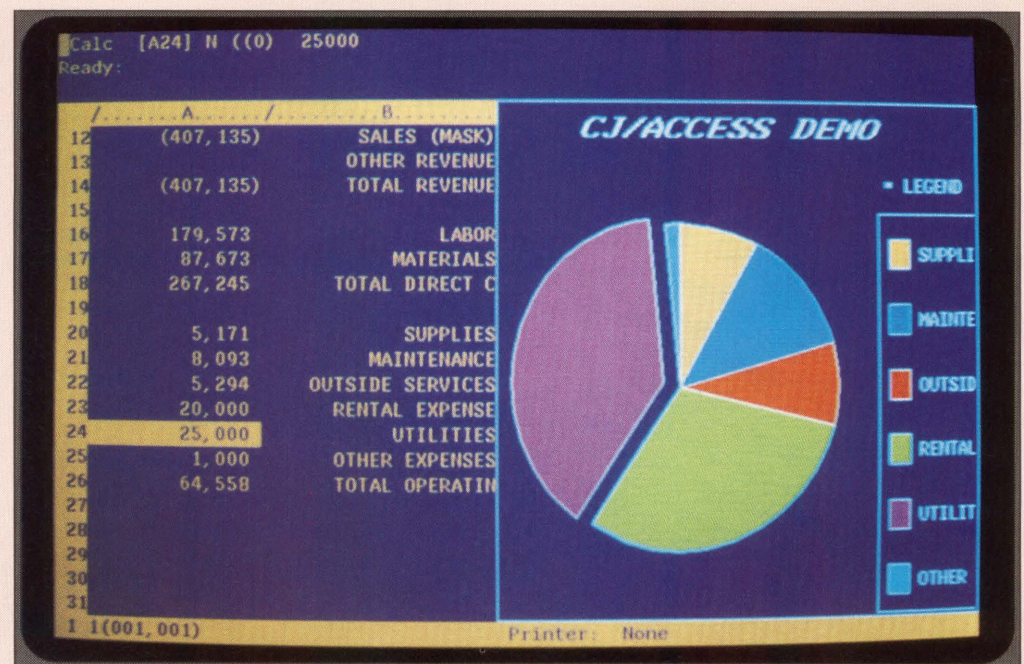 Calc [A24] N ((0) 25000
Ready:
/.......A......./.........B..........
12 (407,135) SALES (MASK)
13 OTHER REVENUE
14 (407,135) TOTAL REVENUE
15
16 179,573 LABOR
17 87,673 MATERIALS
18 267,245 TOTAL DIRECT C
19
20 5,171 SUPPLIES
21 8,093 MAINTENANCE
22 5,294 OUTSIDE SERVICES
23 20,000 RENTAL EXPENSE
24 25,000 UTILITIES
25 1,000 OTHER EXPENSES
26 64,558 TOTAL OPERATIN
27
28
29
30
31
1 1(001,001)
CJ/ACCESS DEMO
LEGEND
SUPPLI
MAINTE
OUTSID
RENTAL
UTILIT
OTHER
Printer: None